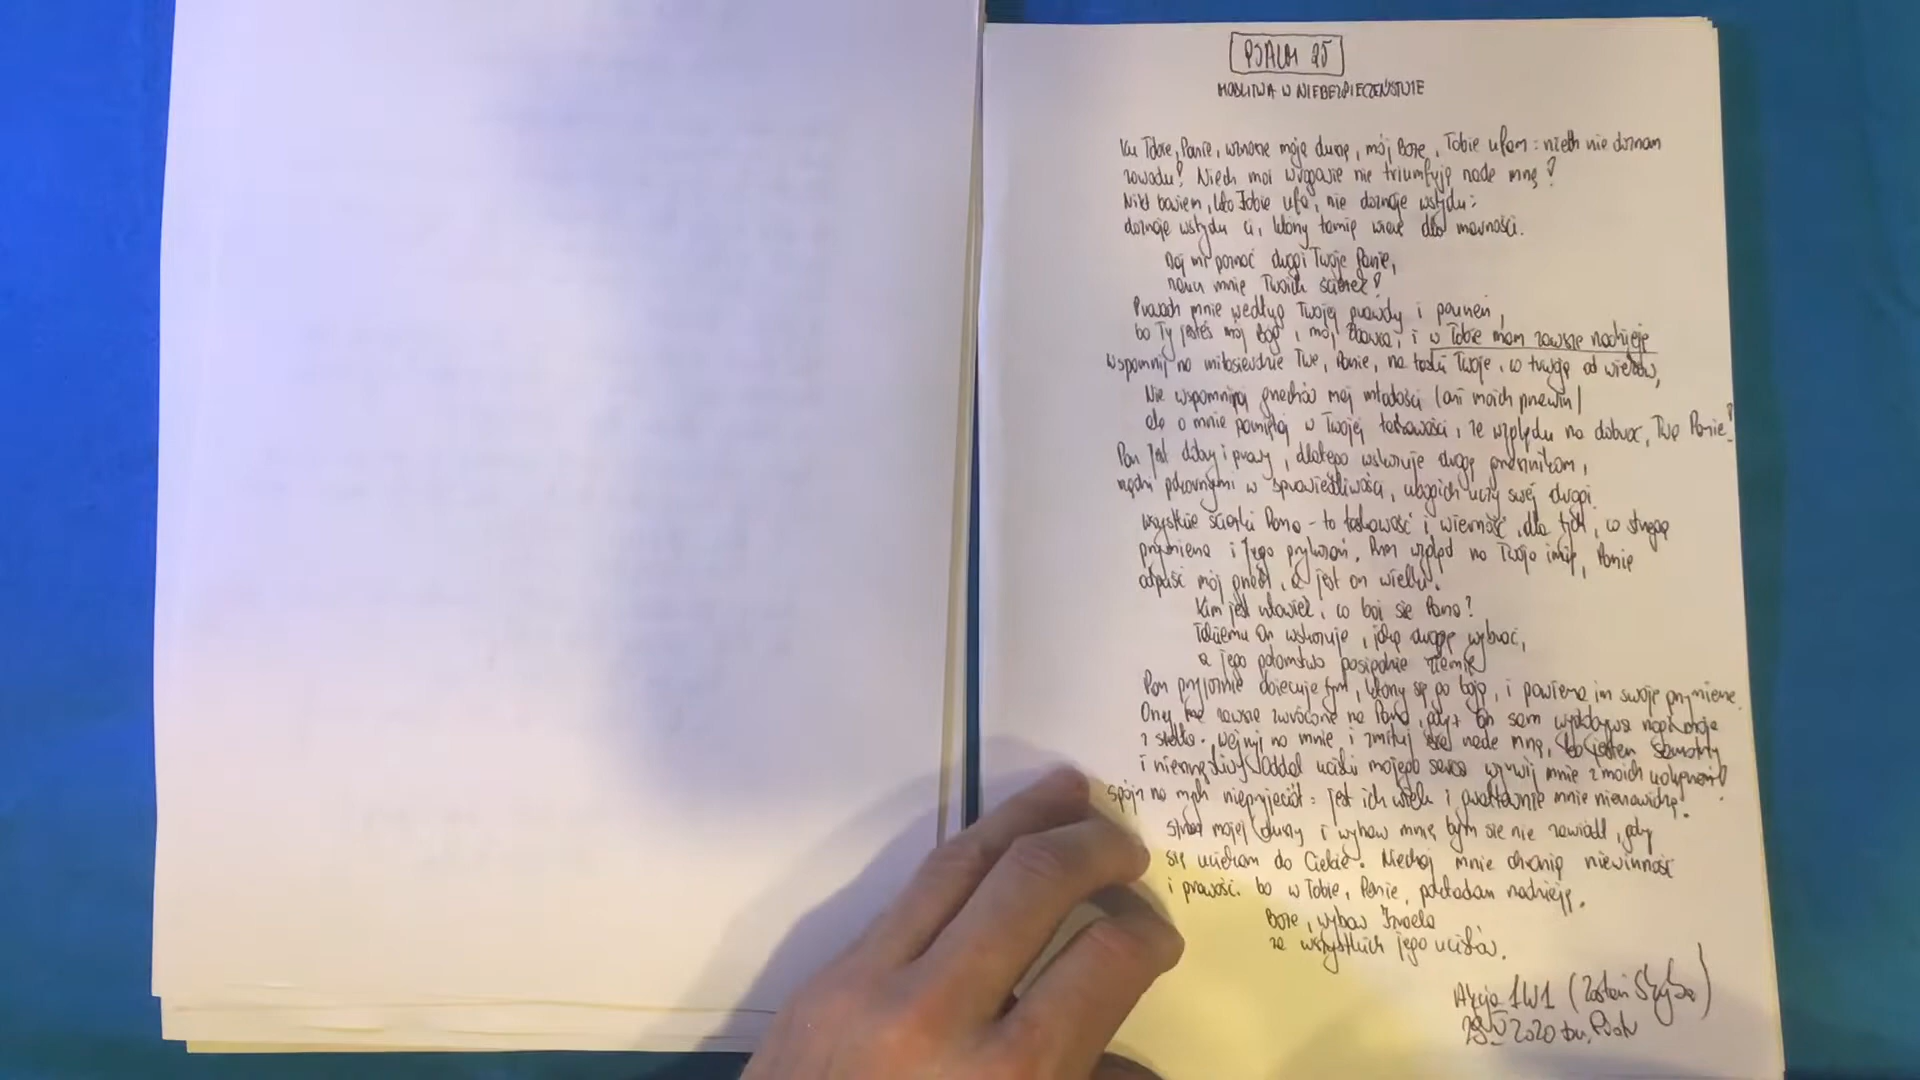 PSALM 25
MODLITWA W NIEBEZPIECZEŃSTWIE
Ku Tobie, Panie, wznoszę moją duszę, mój Boże, Tobie ufam: niech nie doznam
zawodu! Niech moi wrogowie nie triumfują nade mną!
Nikt bowiem, kto Tobie ufa, nie doznaje wstydu:
doznaje wstydu ci, którzy łamię wiarę dla marności.
Daj mi poznać drogi Twoje Panie,
naucz mnie Twoich ścieżek!
Prowadź mnie według Twojej prawdy i pouczeń,
bo Ty jesteś mój Bóg, i mój Zbawca, i w Tobie mam zawsze nadzieję
Wspomnij na miłosierdzie Twe, Panie, na łaski Twoje, co trwają od wieków,
Nie wspominaj grzechów mej młodości (ani moich przewin)
ale o mnie pamiętaj w Twojej łaskawości, ze względu na dobroć, Twą Panie!
Pan jest dobry i prawy, dlatego wskazuje drogę grzesznikom,
rządzi pokornymi w sprawiedliwości, ubogich uczy swej drogi.
Wszystkie ścieżki Pana - to łaskawość i wierność dla tych, co strzegą
przymierza i Jego przykazań. Przez wzgląd na Twoje imię, Panie
odpuść mój grzech, a jest on wielki.
Kim jest człowiek, co boi się Pana?
Takiemu On wskazuje, jaką drogę wybrać,
a jego potomstwo posiądzie ziemię
Pan przyjaźnie obiecuje tym, którzy się go boją, i powierza im swoje przymierze.
Oczy me zawsze zwrócone na Pana, gdyż On sam wydobywa nogi moje
z sidła. Wejrzyj na mnie i zmiłuj się nade mną, bo jestem samotny
i nieszczęśliwy! Oddal uciski mojego serca wyrwij mnie z moich udręczeń!
Spójrz na mych nieprzyjaciół: jest ich wielu i gwałtownie mnie nienawidzą!
Strzeż mojej duszy i wybaw mnie, bym się nie zawiódł, gdy
się uciekam do Ciebie. Niechaj mnie chronią niewinność
i prawość. bo w Tobie, Panie, pokładam nadzieję.
Boże, wybaw Izraela
ze wszystkich jego ucisków.
Akcja 1W1
2020